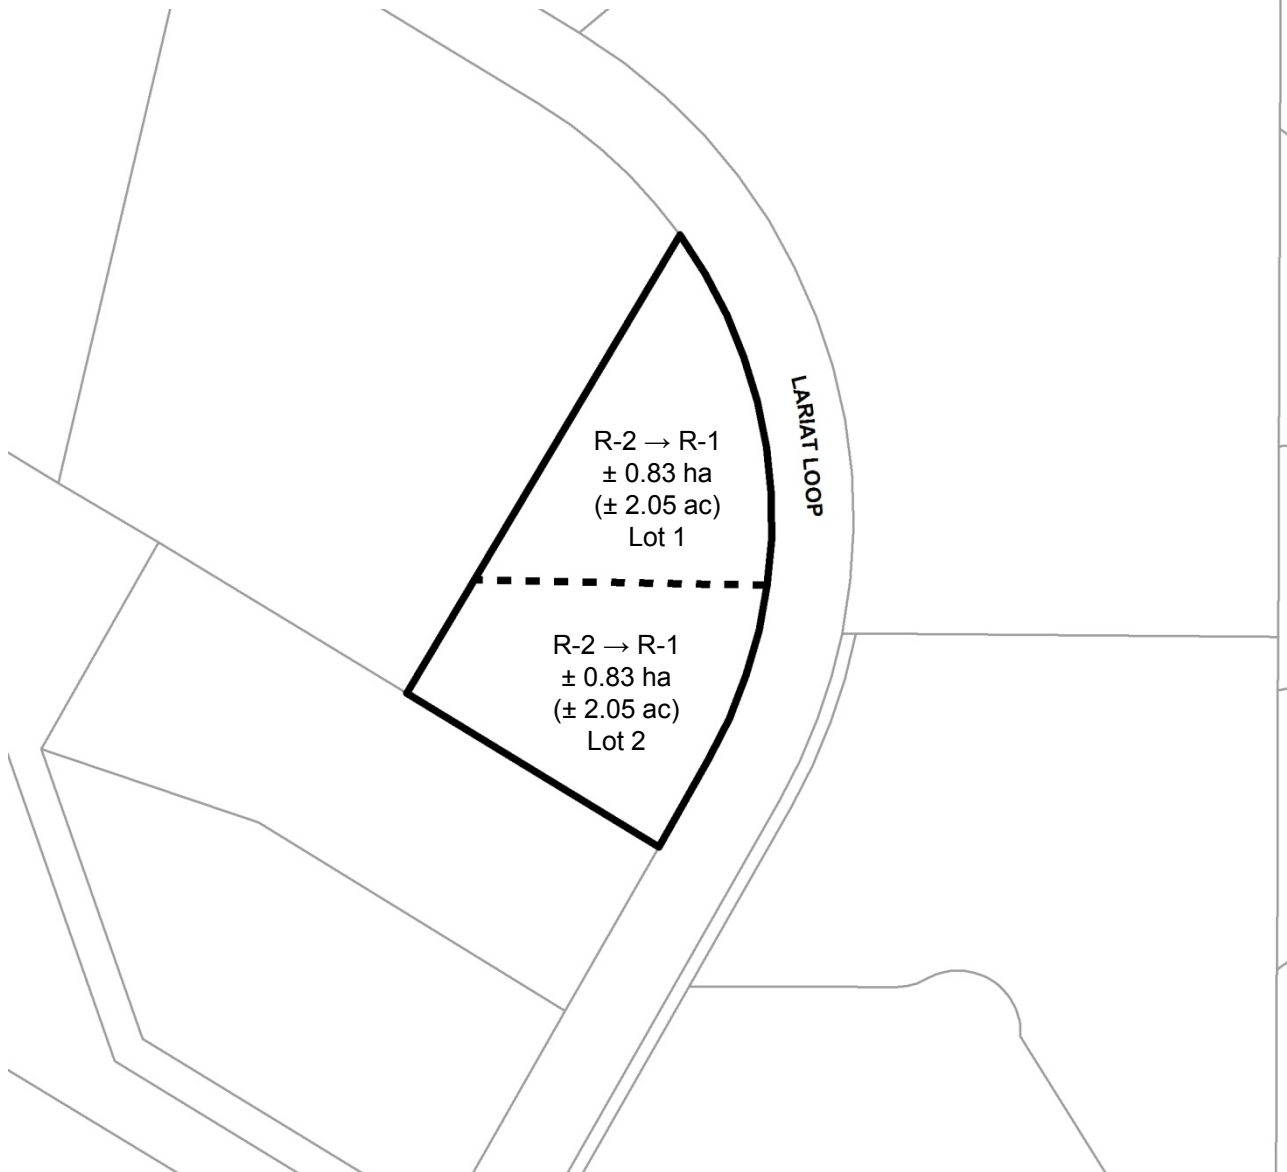 R-2 → R-1
± 0.83 ha
(± 2.05 ac)
Lot 1
LARIAT LOOP
R-2 → R-1
± 0.83 ha
(± 2.05 ac)
Lot 2